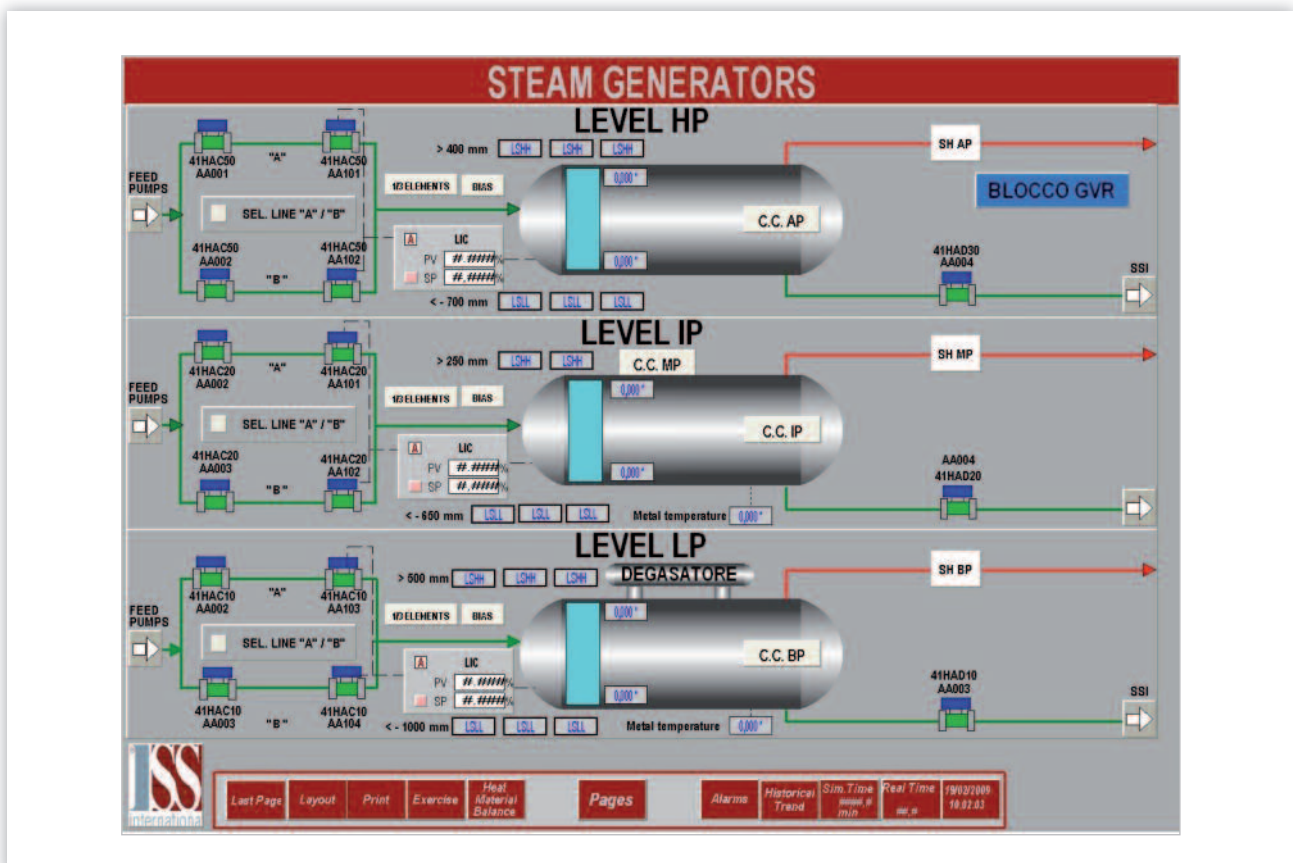 STEAM GENERATORS
LEVEL HP
> 400 mm LSHH LSHH LSHH
41HAC50 AA001
"A"
41HAC50 AA101
FEED PUMPS
1/3 ELEMENTS BIAS
SEL. LINE "A" / "B"
0,000 °
C.C. AP
SH AP
BLOCCO GVR
41HAC50 AA002
"B"
41HAC50 AA102
A LIC
PV #.####%
SP #.####%
0,000 °
< - 700 mm LSLL LSLL LSLL
41HAD30 AA004
SSI
LEVEL IP
> 250 mm LSHH LSHH
C.C. MP
41HAC20 AA002
"A"
41HAC20 AA101
FEED PUMPS
1/3 ELEMENTS BIAS
SEL. LINE "A" / "B"
0,000 °
C.C. IP
SH MP
41HAC20 AA003
"B"
41HAC20 AA102
A LIC
PV #.####%
SP #.####%
0,000 °
< - 650 mm LSLL LSLL LSLL
Metal temperature 0,000 °
AA004 41HAD20
LEVEL LP
> 500 mm LSHH LSHH LSHH
DEGASATORE
41HAC10 AA002
"A"
41HAC10 AA103
FEED PUMPS
1/3 ELEMENTS BIAS
SEL. LINE "A" / "B"
0,000 °
C.C. BP
SH BP
41HAC10 AA003
"B"
41HAC10 AA104
A LIC
PV #.####%
SP #.####%
0,000 °
< - 1000 mm LSLL LSLL LSLL
Metal temperature 0,000 °
41HAD10 AA003
SSI
ISS international
Last Page
Layout
Print
Exercise
Heat Material Balance
Pages
Alarms
Historical Trend
Sim.Time min
Real Time
19/02/2009
10.02.03